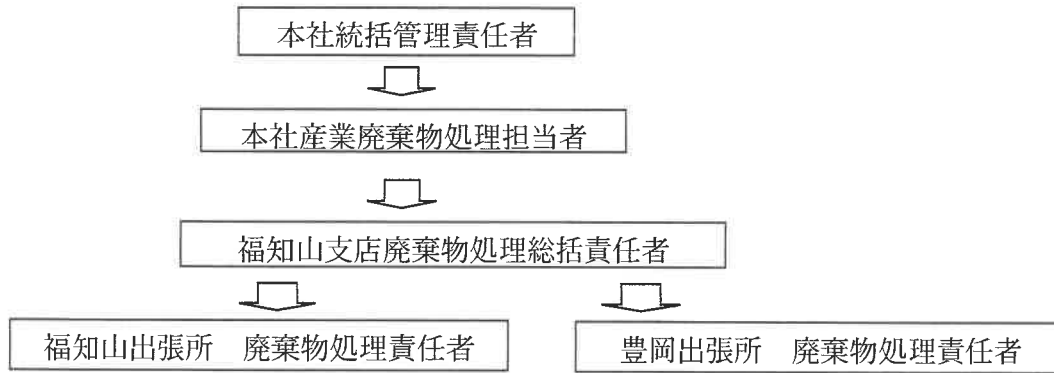 本社統括管理責任者
本社産業廃棄物処理担当者
福知山支店廃棄物処理総括責任者
福知山出張所　廃棄物処理責任者
豊岡出張所　廃棄物処理責任者